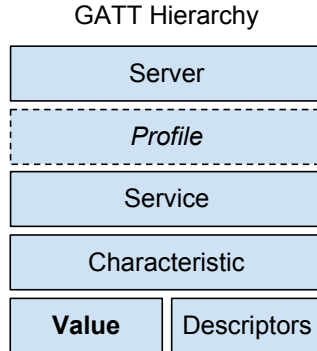 GATT Hierarchy
Server
Profile
Service
Characteristic
Value Descriptors